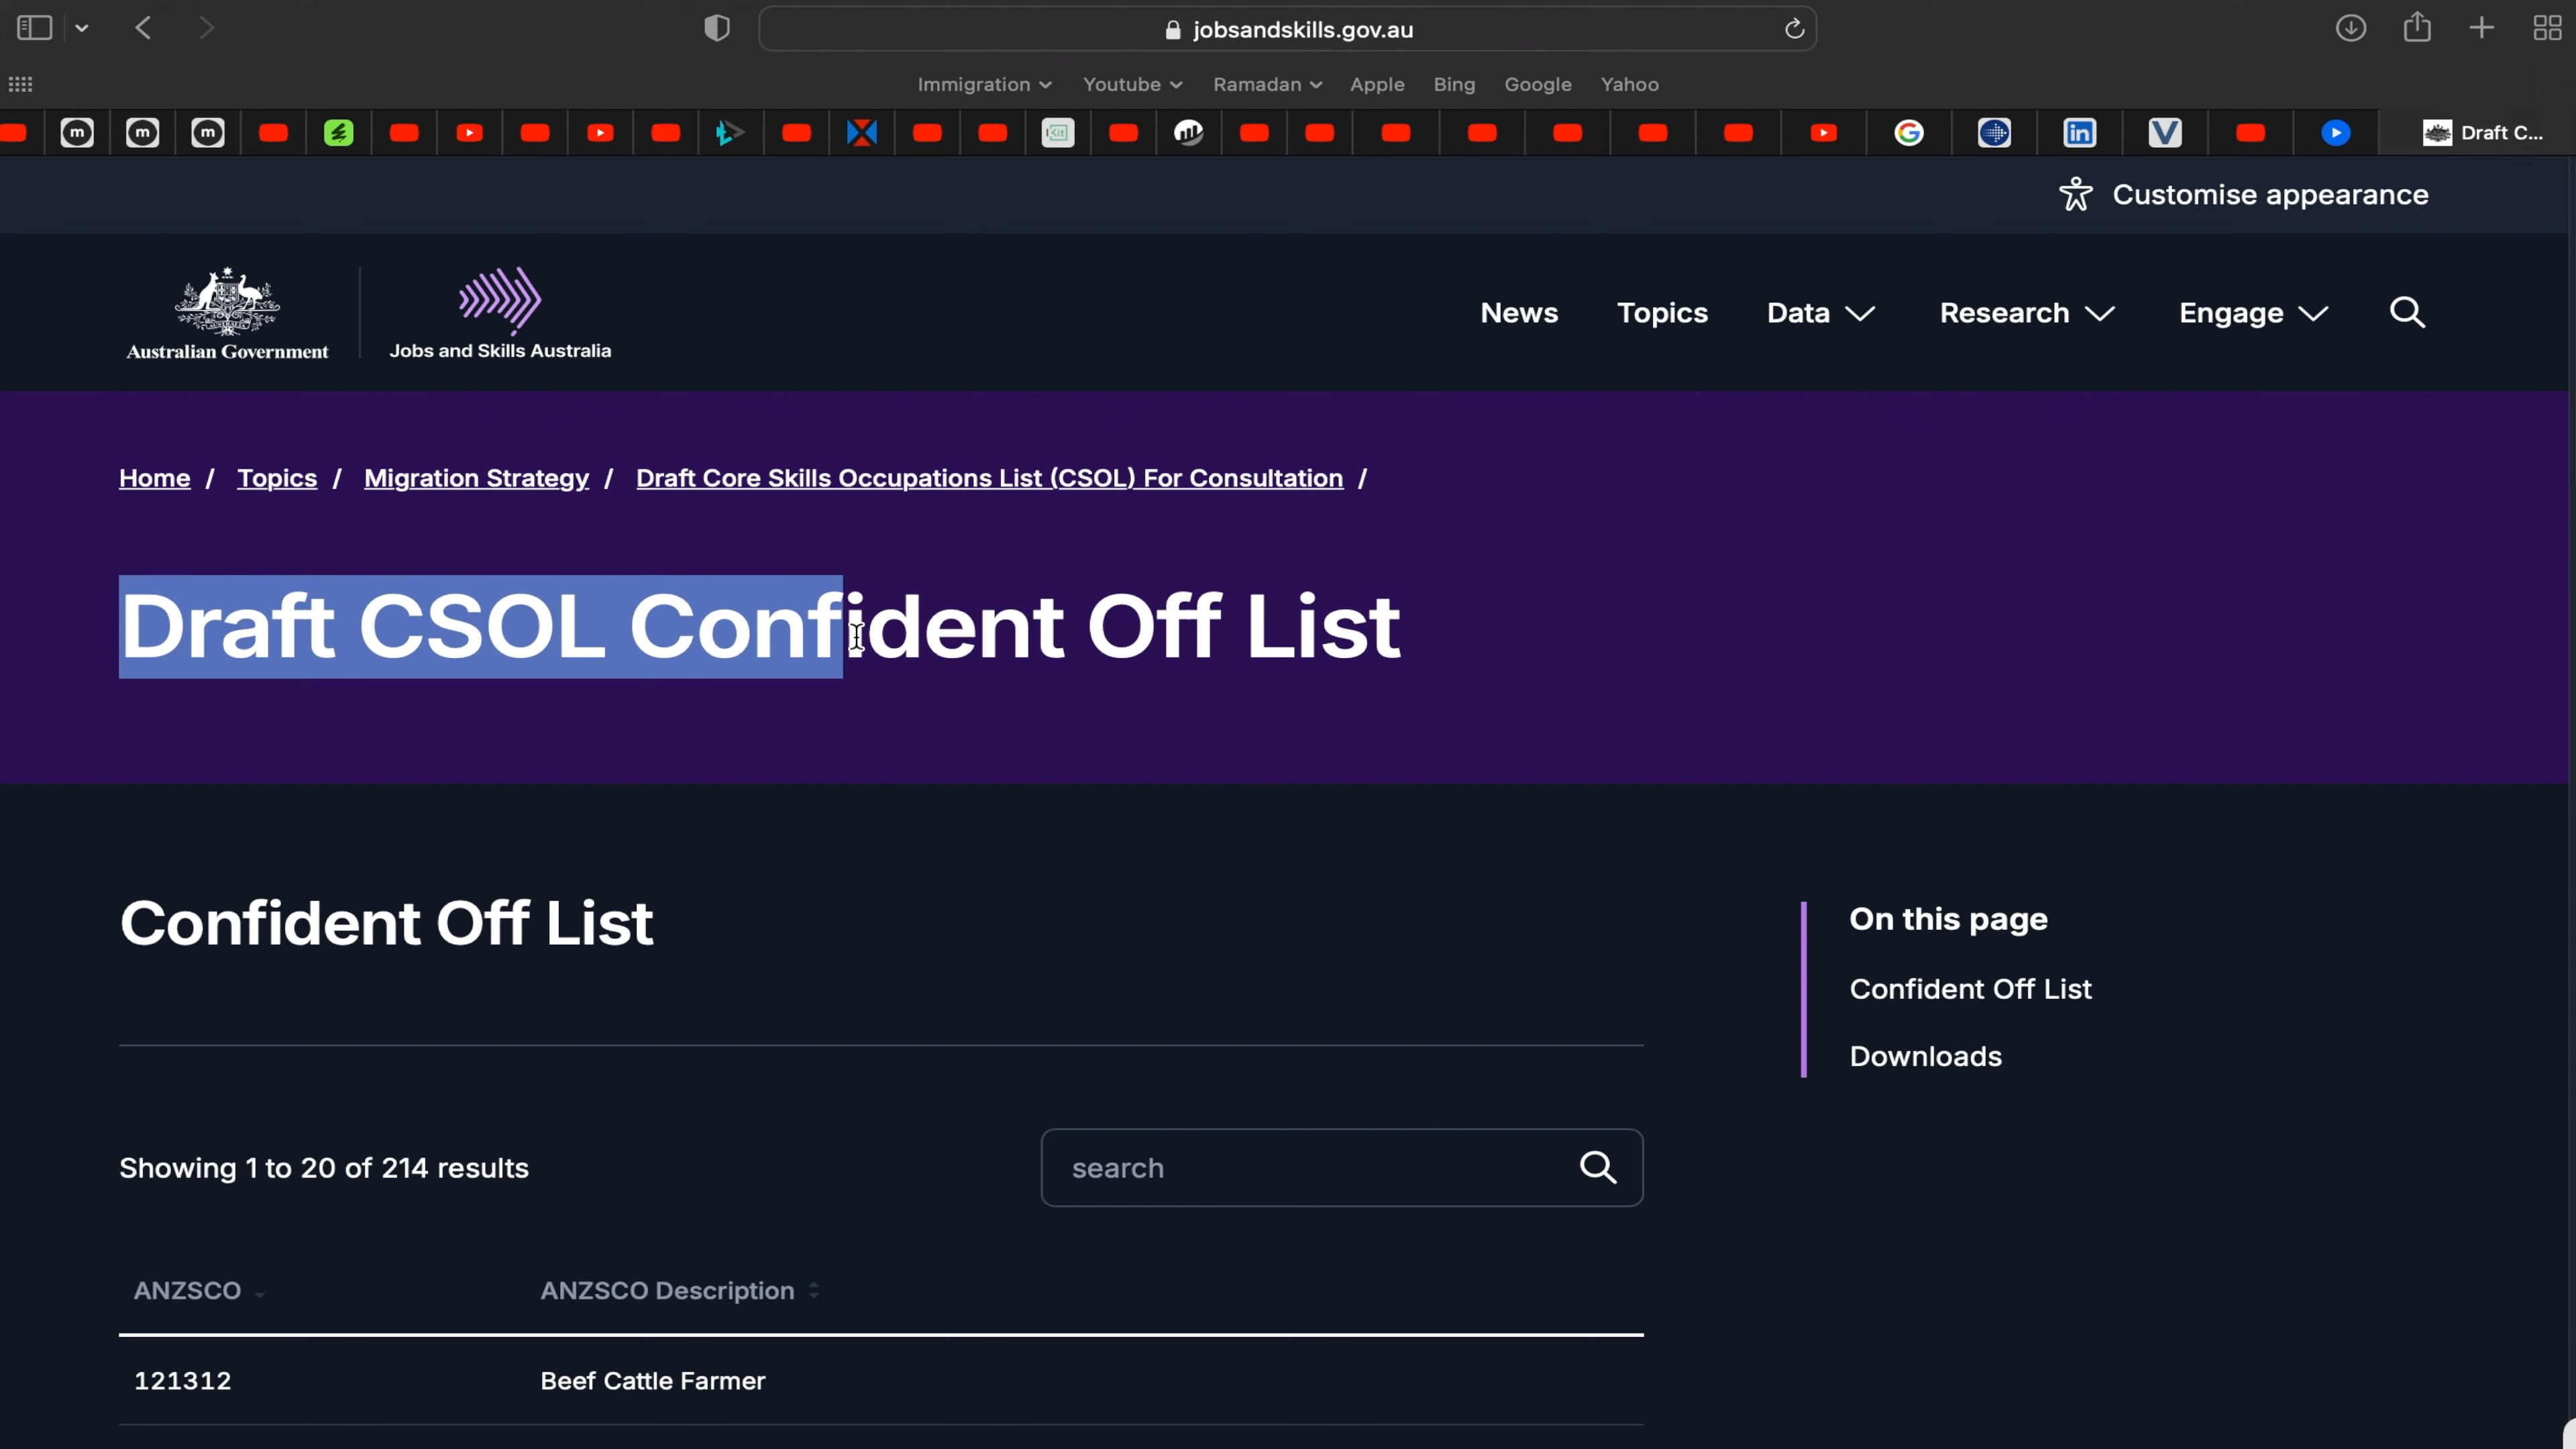 jobsandskills.gov.au
Immigration Youtube Ramadan Apple Bing Google Yahoo
Draft C...
Customise appearance
Australian Government
Jobs and Skills Australia
News Topics Data Research Engage
Home / Topics / Migration Strategy / Draft Core Skills Occupations List (CSOL) For Consultation /
Draft CSOL Confident Off List
Confident Off List
On this page
Confident Off List
Downloads
Showing 1 to 20 of 214 results
search
ANZSCO ANZSCO Description
121312 Beef Cattle Farmer